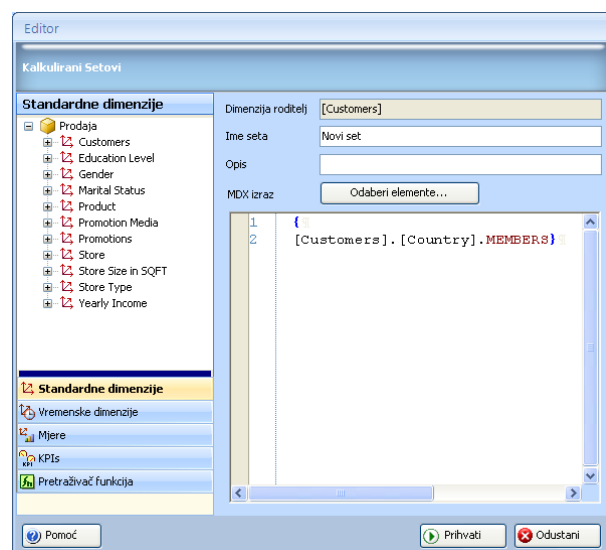 Editor
Kalkulirani Setovi
Standardne dimenzije
Prodaja
Customers
Education Level
Gender
Marital Status
Product
Promotion Media
Promotions
Store
Store Size in SQFT
Store Type
Yearly Income
Standardne dimenzije
Vremenske dimenzije
Mjere
KPI KPIs
fn Pretraživač funkcija
Dimenzija roditelj [Customers]
Ime seta Novi set
Opis
MDX izraz Odaberi elemente...
1 {
2 [Customers].[Country].MEMBERS}
Pomoć Prihvati Odustani